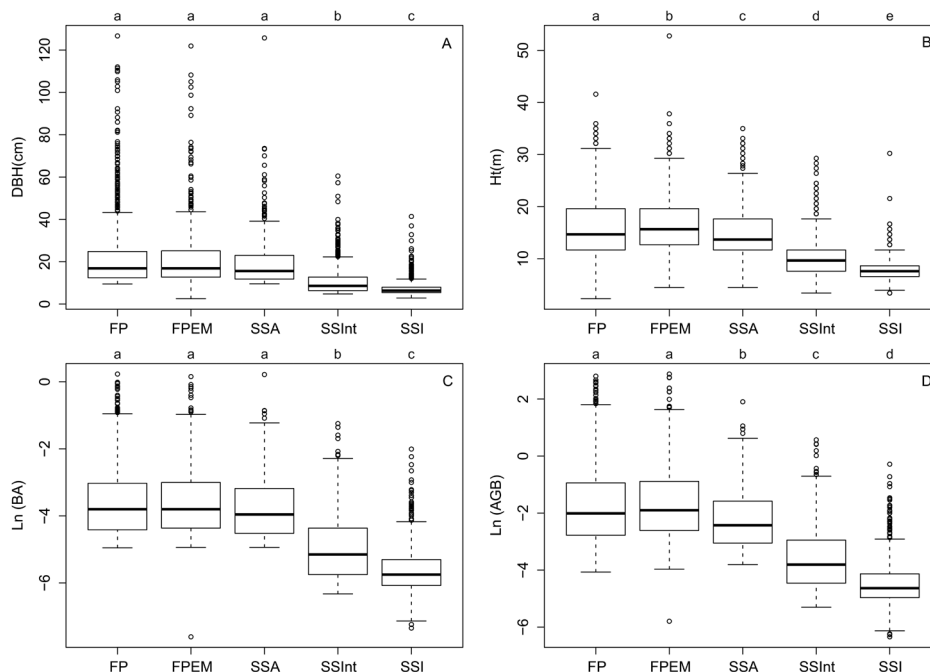 a a a b c
A
DBH(cm)
120
100
80
60
40
20
0
FP FPEM SSA SSInt SSI
a b c d e
B
Ht(m)
50
40
30
20
10
FP FPEM SSA SSInt SSI
a a a b c
C
Ln (BA)
0
−2
−4
−6
FP FPEM SSA SSInt SSI
a a b c d
D
Ln (AGB)
2
0
−2
−4
−6
FP FPEM SSA SSInt SSI